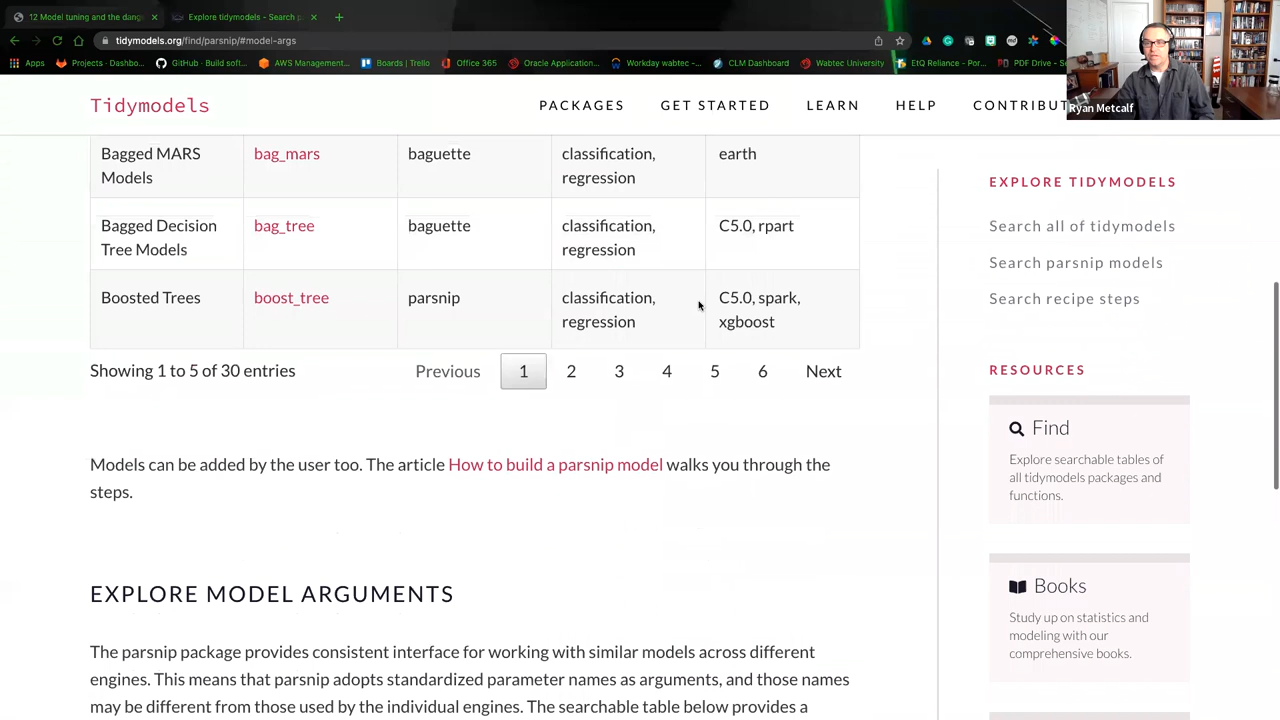 12 Model tuning and the dang
Explore tidymodels - Search p
tidymodels.org/find/parsnip/#model-args
Apps
Projects - Dashbo...
GitHub - Build soft...
AWS Management...
Boards | Trello
Office 365
Oracle Application...
Workday wabtec -...
CLM Dashboard
Wabtec University
EtQ Reliance - Por...
PDF Drive - Se
Ryan Metcalf
Tidymodels
PACKAGES
GET STARTED
LEARN
HELP
CONTRIBUT
Bagged MARS
Models
bag_mars
baguette
classification,
regression
earth
Bagged Decision
Tree Models
bag_tree
baguette
classification,
regression
C5.0, rpart
Boosted Trees
boost_tree
parsnip
classification,
regression
C5.0, spark,
xgboost
Showing 1 to 5 of 30 entries
Previous
1
2
3
4
5
6
Next
Models can be added by the user too. The article How to build a parsnip model walks you through the
steps.
EXPLORE MODEL ARGUMENTS
The parsnip package provides consistent interface for working with similar models across different
engines. This means that parsnip adopts standardized parameter names as arguments, and those names
may be different from those used by the individual engines. The searchable table below provides a
EXPLORE TIDYMODELS
Search all of tidymodels
Search parsnip models
Search recipe steps
RESOURCES
Find
Explore searchable tables of
all tidymodels packages and
functions.
Books
Study up on statistics and
modeling with our
comprehensive books.